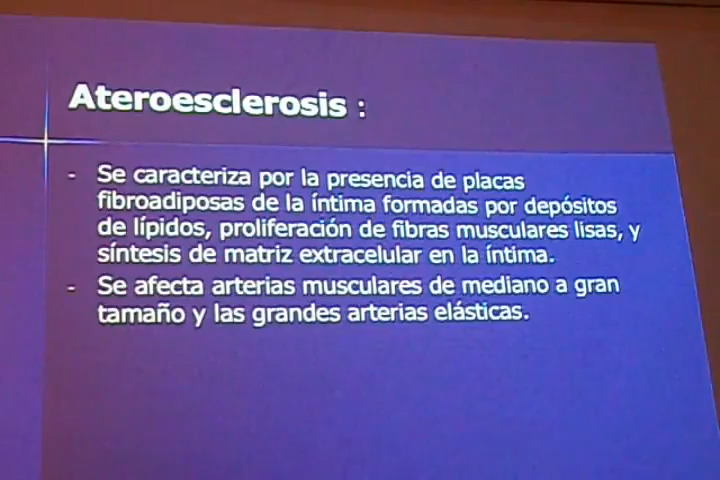 Ateroesclerosis :
- Se caracteriza por la presencia de placas
fibroadiposas de la íntima formadas por depósitos
de lípidos, proliferación de fibras musculares lisas, y
síntesis de matriz extracelular en la íntima.
- Se afecta arterias musculares de mediano a gran
tamaño y las grandes arterias elásticas.